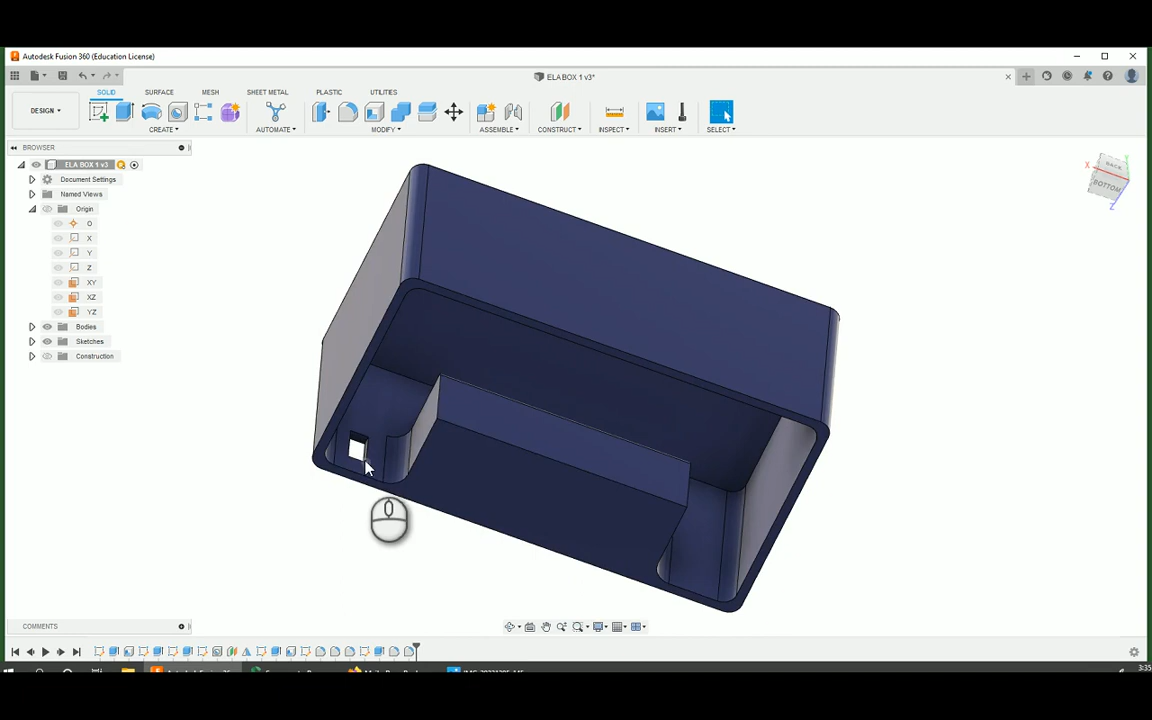 Autodesk Fusion 360 (Education License)
ELA BOX 1 v3*
DESIGN
SOLID SURFACE MESH SHEET METAL PLASTIC UTILITIES
CREATE AUTOMATE MODIFY ASSEMBLE CONSTRUCT INSPECT INSERT SELECT
BROWSER
ELA BOX 1 v3
Document Settings
Named Views
Origin
O
X
Y
Z
XY
XZ
YZ
Bodies
Sketches
Construction
BACK
X
BOTTOM
Z
COMMENTS
3:35